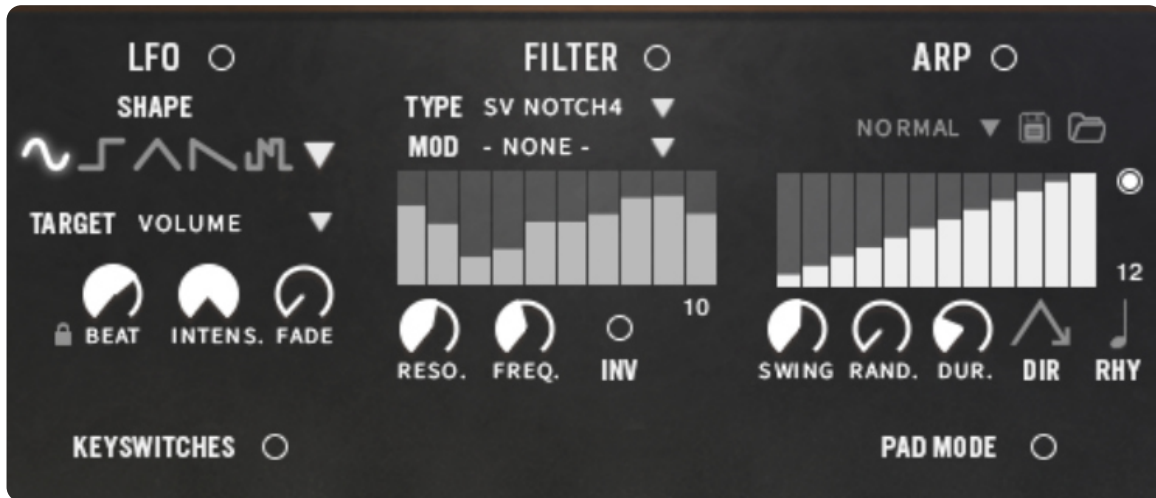 LFO
SHAPE
TARGET VOLUME
BEAT INTENS. FADE
KEYSWITCHES
FILTER
TYPE SV NOTCH4
MOD - NONE -
10
RESO. FREQ. INV
ARP
NORMAL
12
SWING RAND. DUR. DIR RHY
PAD MODE